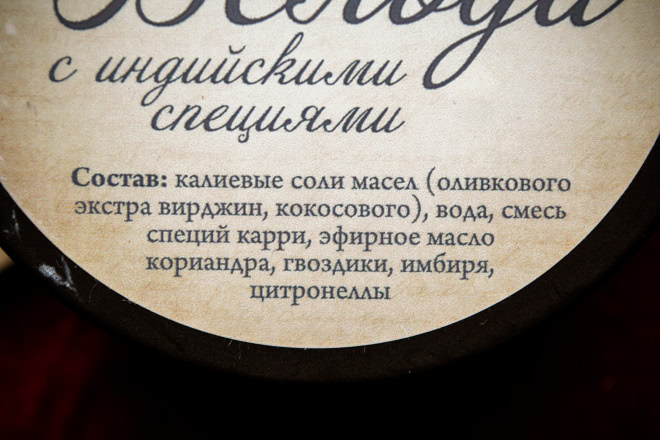 с индийскими
специями
Состав: калиевые соли масел (оливкового
экстра вирджин, кокосового), вода, смесь
специй карри, эфирное масло
кориандра, гвоздики, имбиря,
цитронеллы